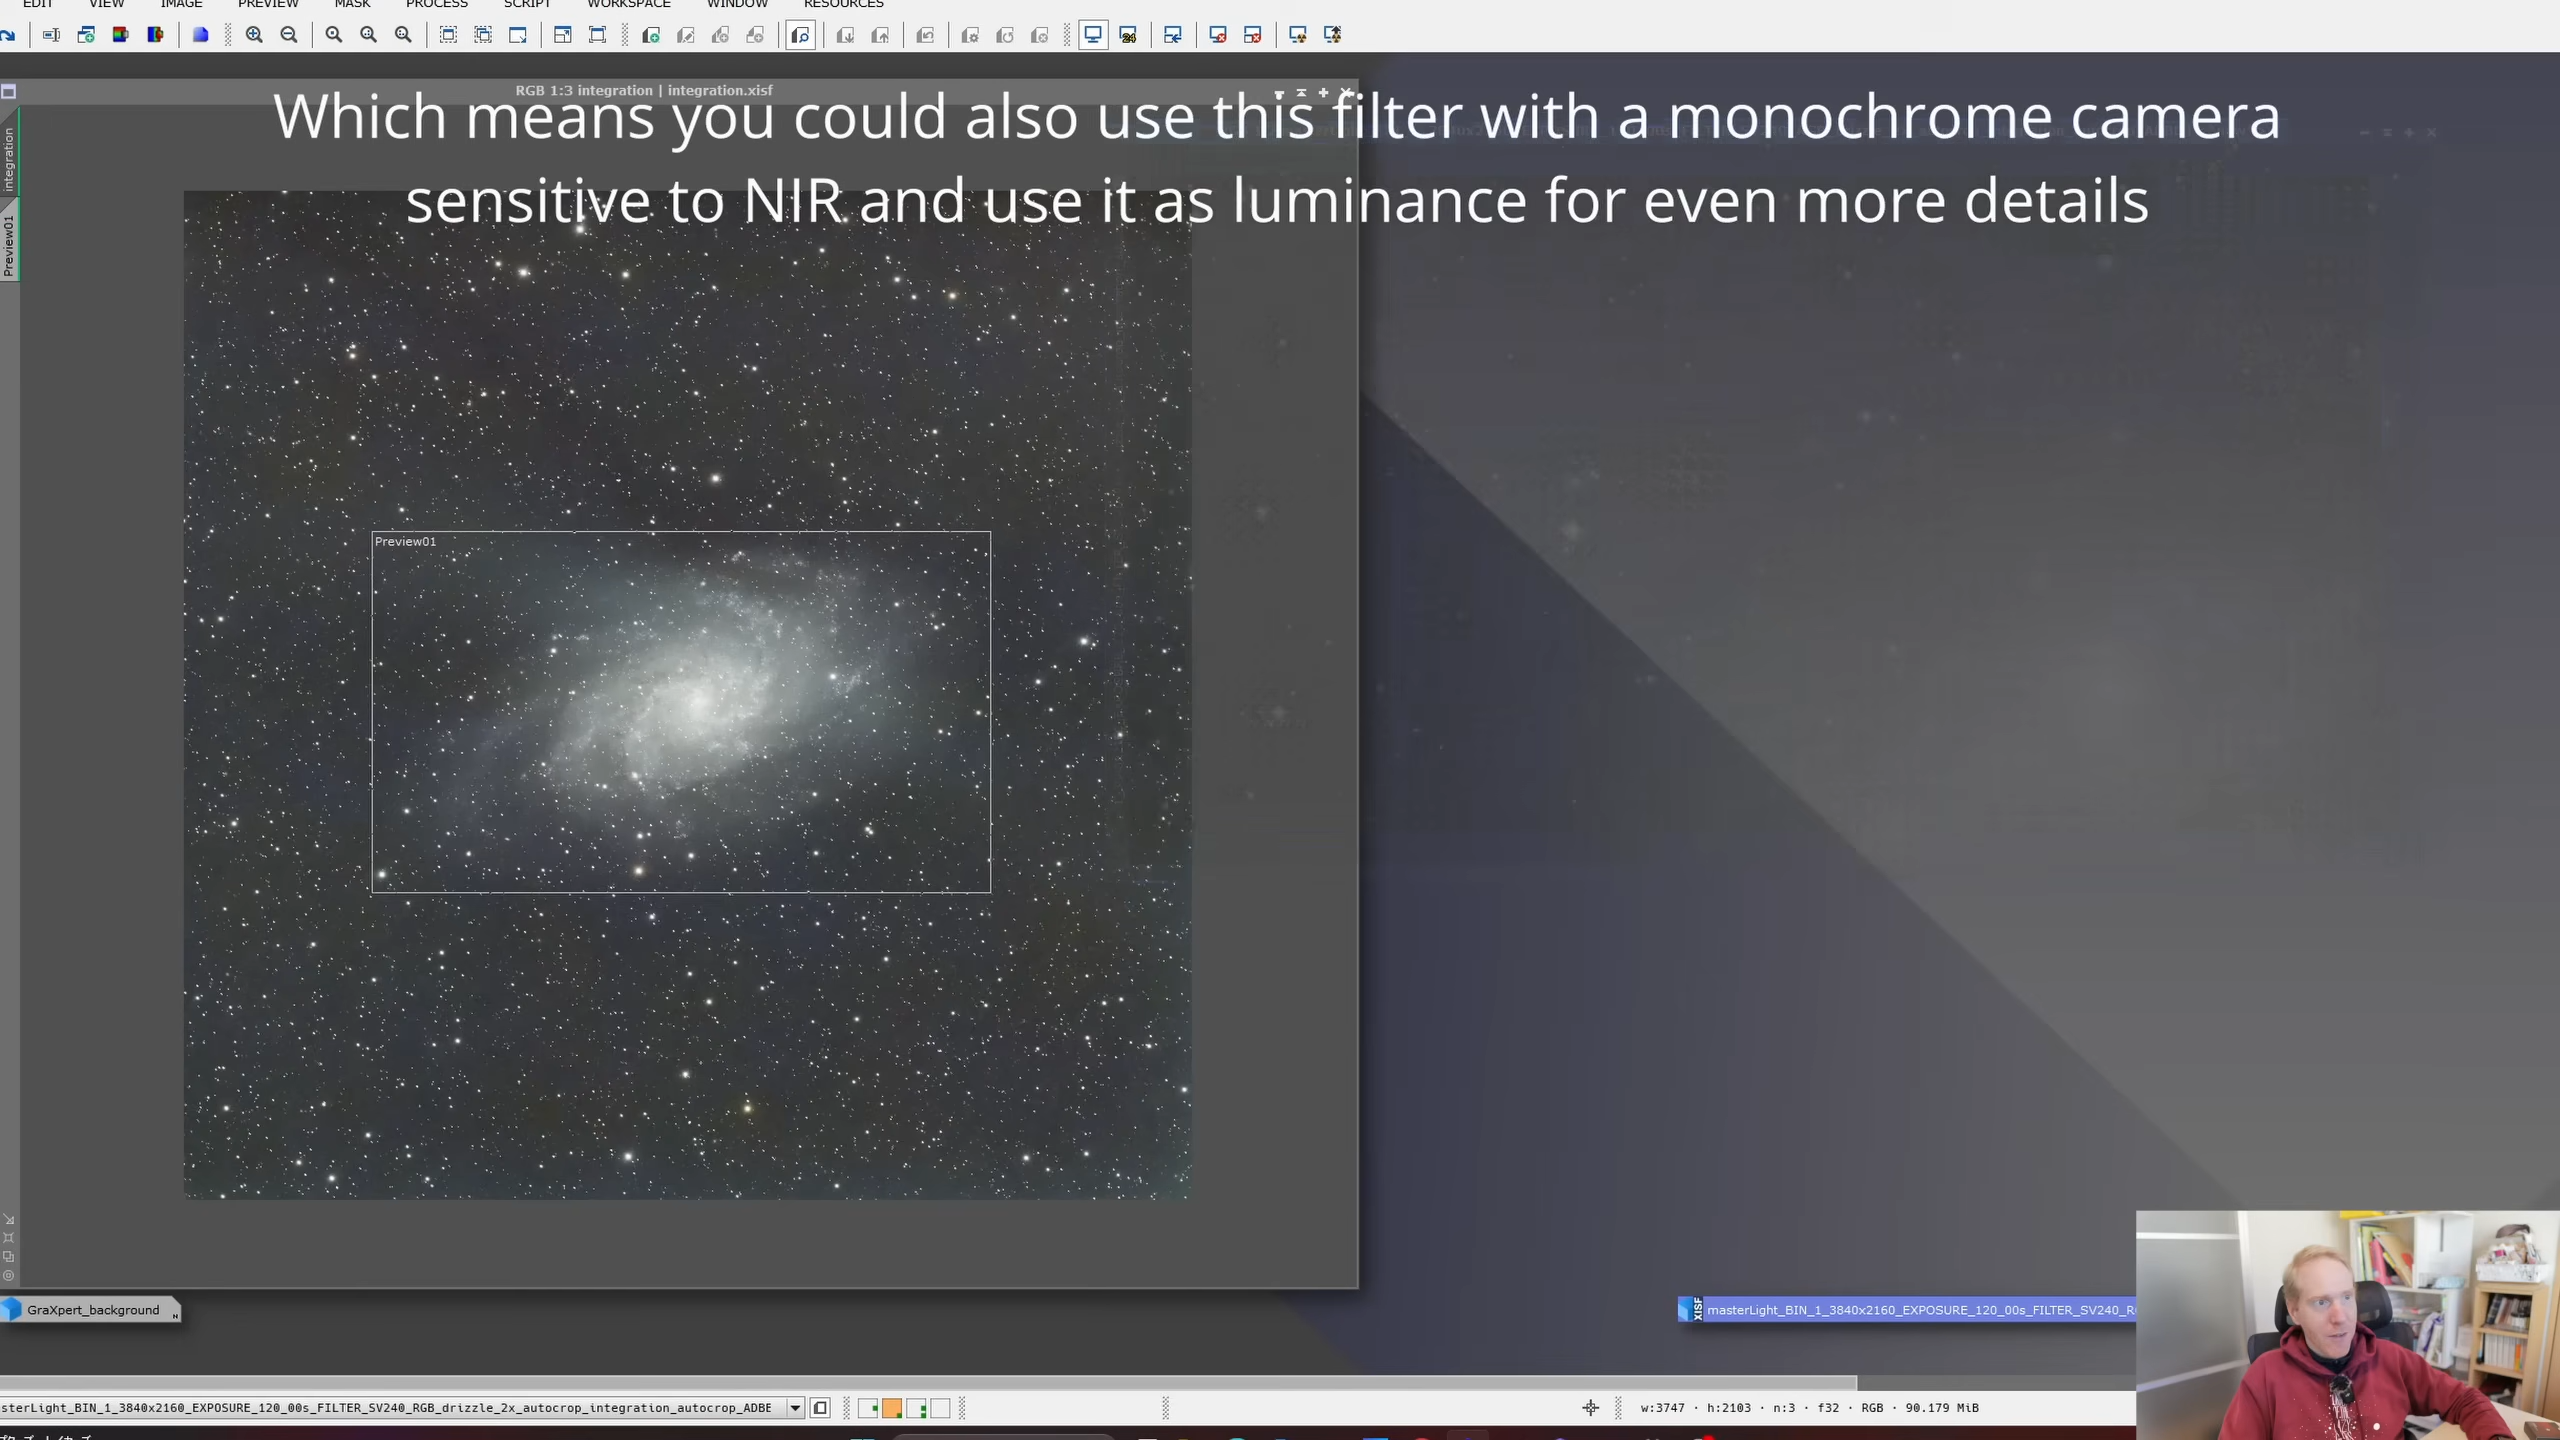 EDIT VIEW IMAGE PREVIEW MASK PROCESS SCRIPT WORKSPACE WINDOW RESOURCES
RGB 1:3 integration | integration.xisf
Which means you could also use this filter with a monochrome camera
sensitive to NIR and use it as luminance for even more details
integration
Preview01
Preview01
GraXpert_background
XISF
masterLight_BIN_1_3840x2160_EXPOSURE_120_00s_FILTER_SV240_R
sterLight_BIN_1_3840x2160_EXPOSURE_120_00s_FILTER_SV240_RGB_drizzle_2x_autocrop_integration_autocrop_ADBE
w:3747 · h:2103 · n:3 · f32 · RGB · 90.179 MiB